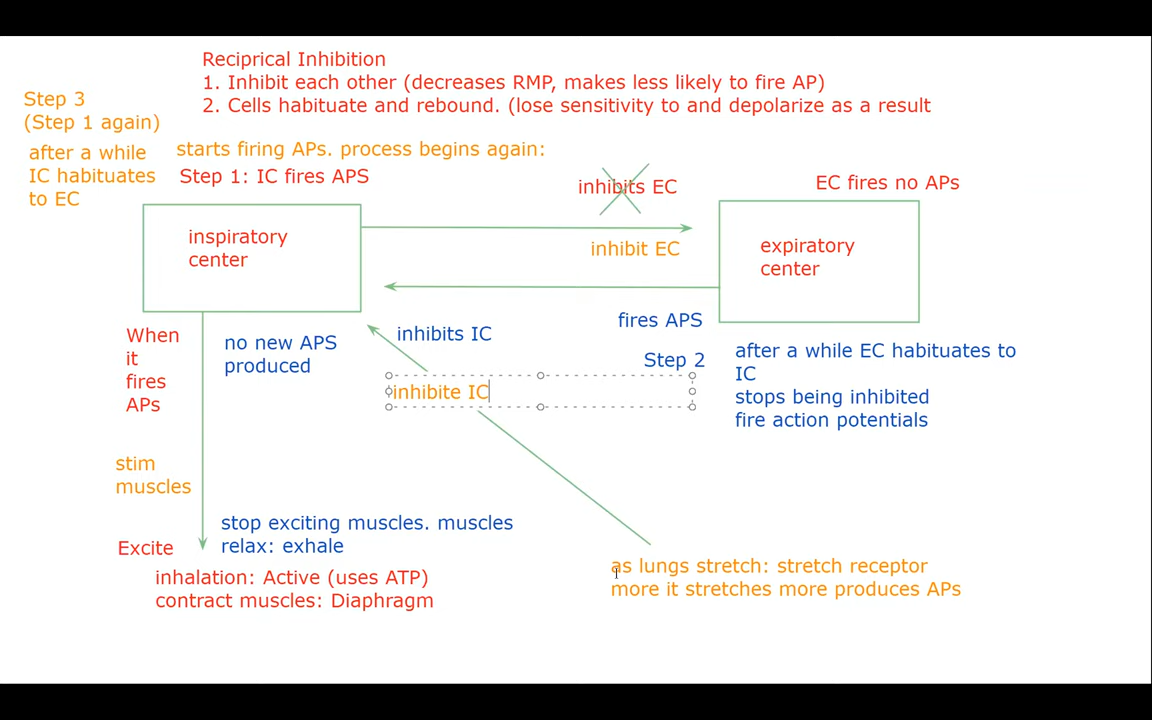 Reciprical Inhibition
1. Inhibit each other (decreases RMP, makes less likely to fire AP)
2. Cells habituate and rebound. (lose sensitivity to and depolarize as a result
Step 3
(Step 1 again)
after a while
IC habituates
to EC
starts firing APs. process begins again:
Step 1: IC fires APS
inhibits EC
EC fires no APs
inspiratory
center
inhibit EC
expiratory
center
fires APS
Step 2
When
it
fires
APs
no new APS
produced
inhibits IC
inhibite IC
after a while EC habituates to
IC
stops being inhibited
fire action potentials
stim
muscles
stop exciting muscles. muscles
relax: exhale
Excite
inhalation: Active (uses ATP)
contract muscles: Diaphragm
as lungs stretch: stretch receptor
more it stretches more produces APs